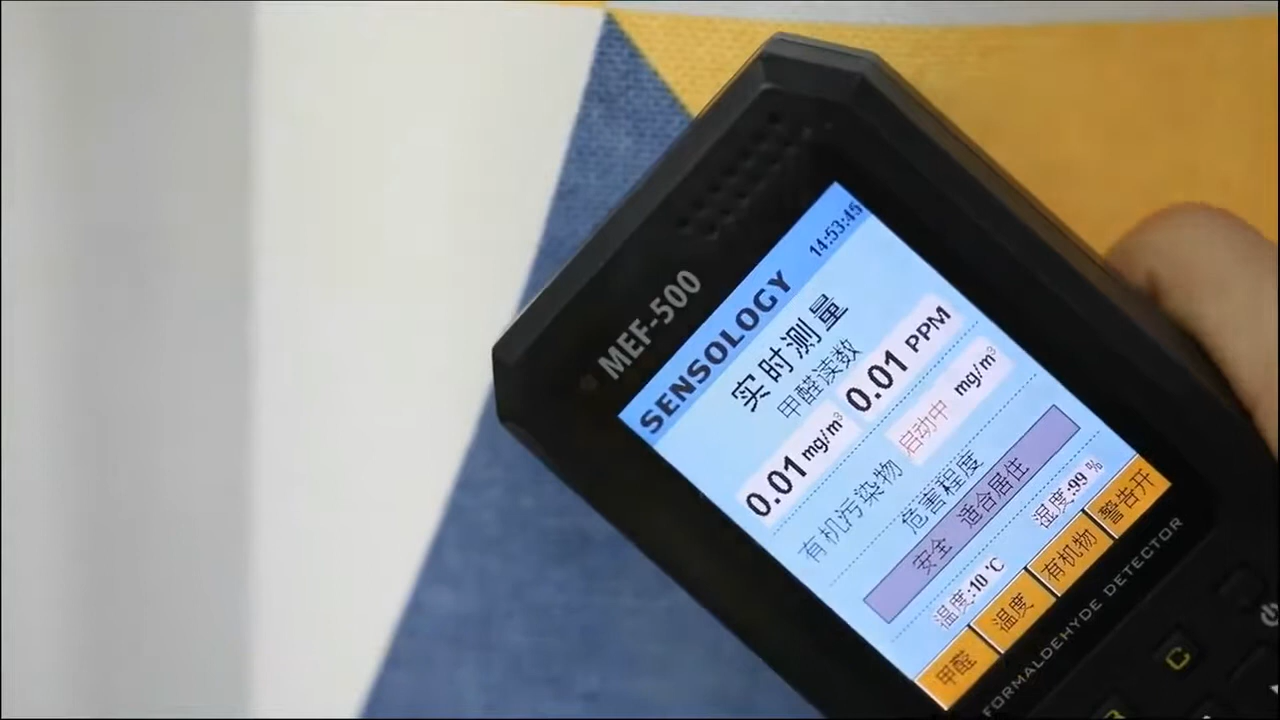 MEF-500
SENSOLOGY 14:53:45
实时测量
甲醛读数
0.01 mg/m³ 0.01 PPM
有机污染物 启动中 mg/m³
危害程度
安全 适合居住
温度:10 ℃ 湿度:99 %
甲醛 温度 有机物 警告开
FORMALDEHYDE DETECTOR
C